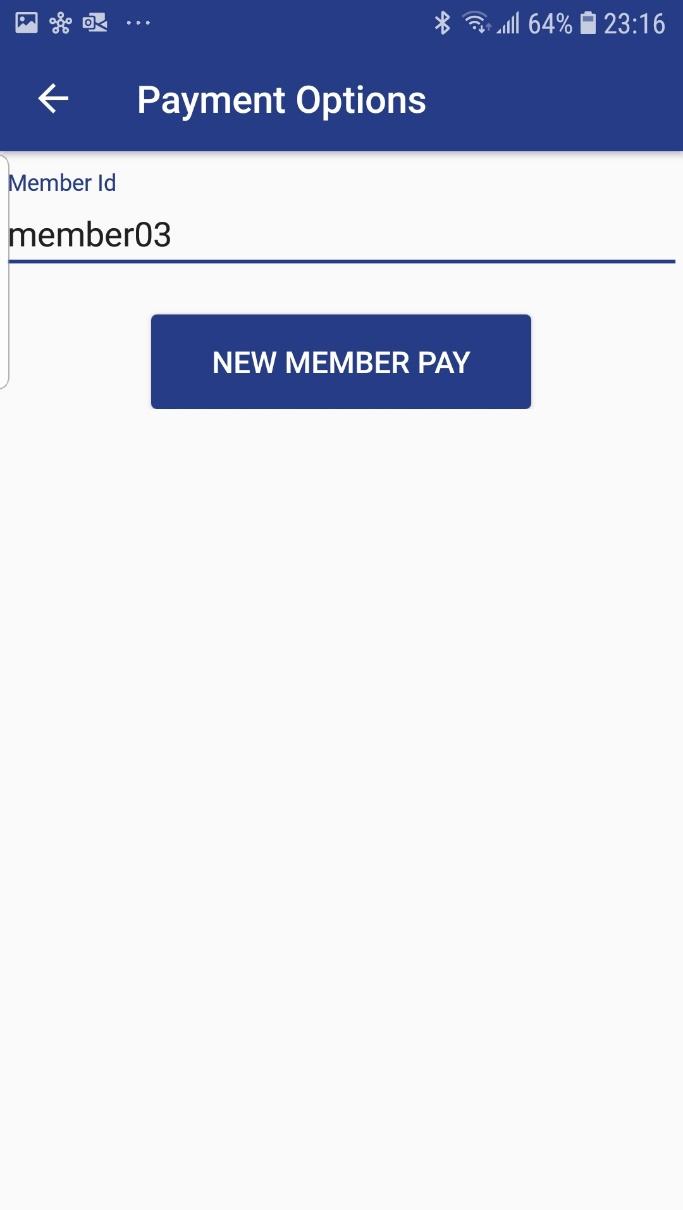 64% 23:16
Payment Options
Member Id
member03
NEW MEMBER PAY